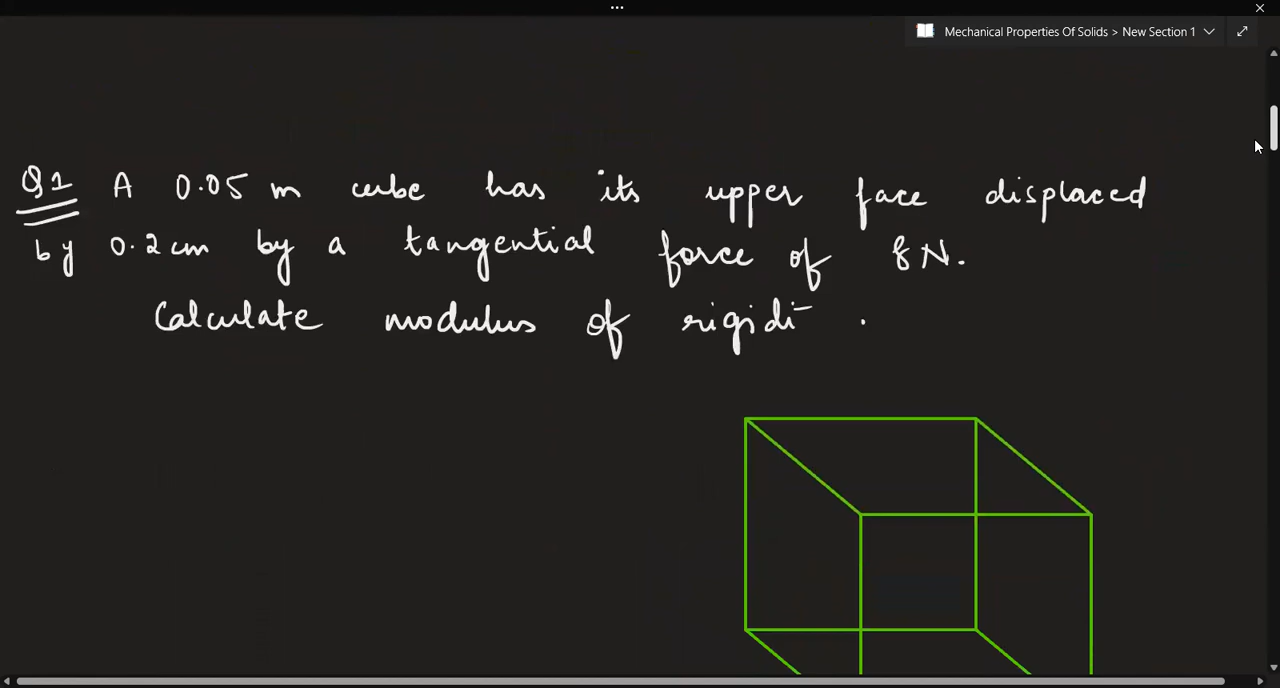 ...
Mechanical Properties Of Solids > New Section 1
Q1 A 0.05 m cube has its upper face displaced
by 0.2 cm by a tangential force of 8 N.
Calculate modulus of rigidi .